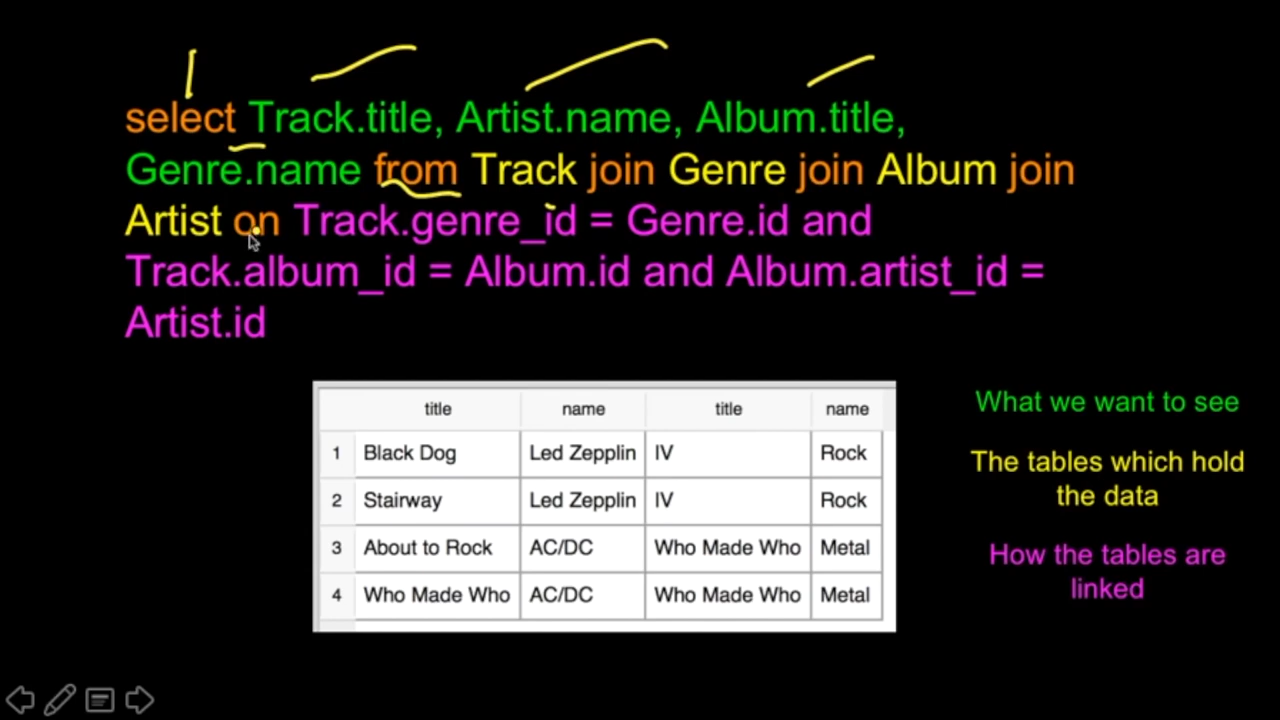 select Track.title, Artist.name, Album.title,
Genre.name from Track join Genre join Album join
Artist on Track.genre_id = Genre.id and
Track.album_id = Album.id and Album.artist_id =
Artist.id
title name title name
1 Black Dog Led Zepplin IV Rock
2 Stairway Led Zepplin IV Rock
3 About to Rock AC/DC Who Made Who Metal
4 Who Made Who AC/DC Who Made Who Metal
What we want to see
The tables which hold
the data
How the tables are
linked